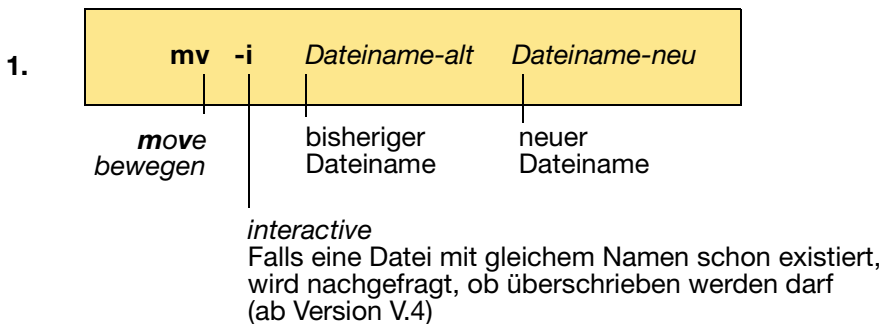 1. mv -i Dateiname-alt Dateiname-neu
move bisheriger neuer
bewegen Dateiname Dateiname
interactive
Falls eine Datei mit gleichem Namen schon existiert,
wird nachgefragt, ob überschrieben werden darf
(ab Version V.4)